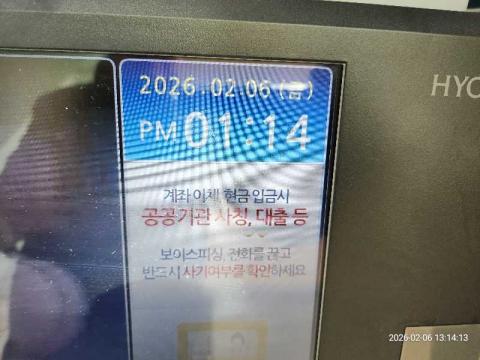 2026.02.06 (금)
PM 01:14
HYO
계좌 이체, 현금 입금시
공공기관 사칭, 대출 등
보이스피싱, 전화를 끊고
반드시 사기여부를 확인하세요
2026-02-06 13:14:13